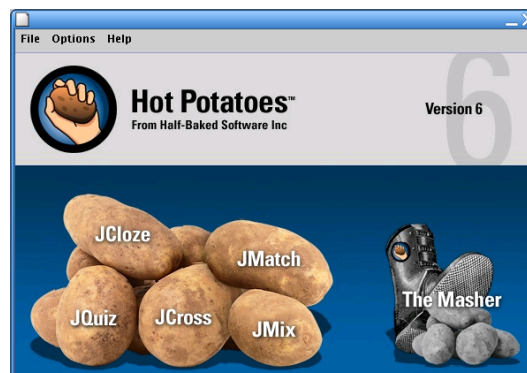 File Options Help
Hot Potatoes™
From Half-Baked Software Inc
Version 6
6
JCloze
JMatch
The Masher
JQuiz
JCross
JMix